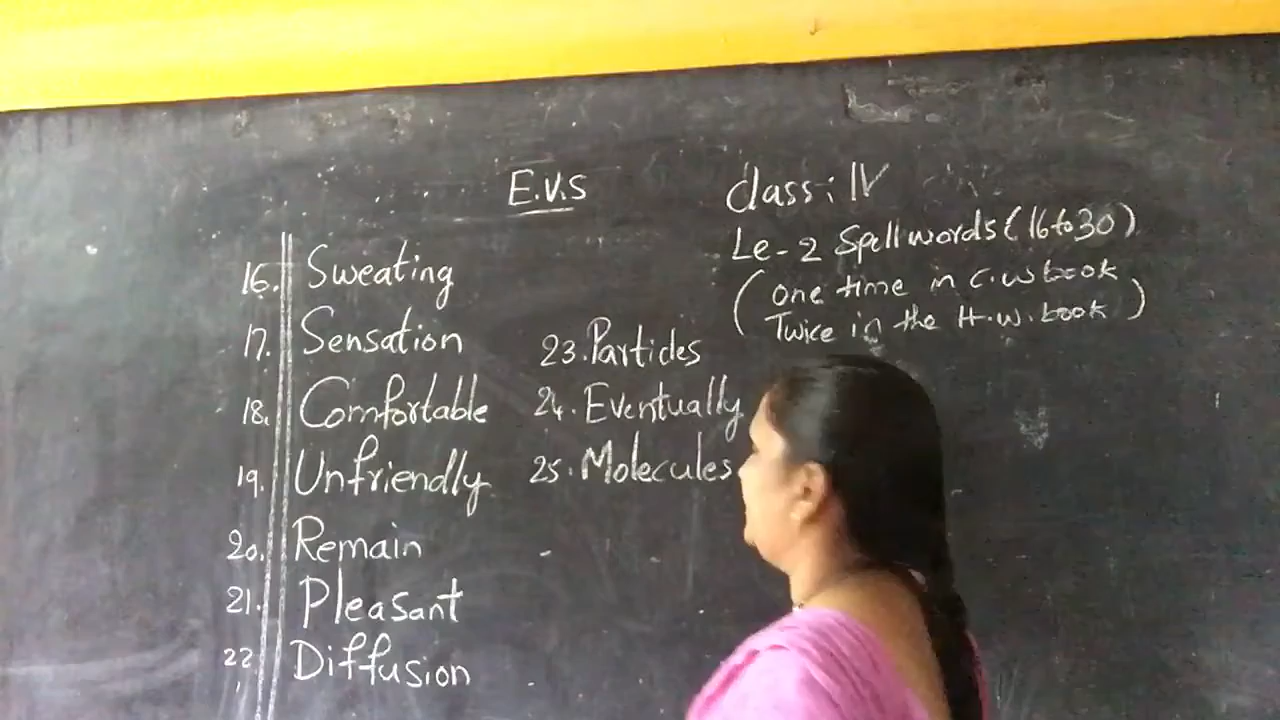 E.V.S
class: IV
Le-2 Spell words (16 to 30)
(One time in C.W book
Twice in the H.W. book)
16. Sweating
17. Sensation
18. Comfortable
19. Unfriendly
20. Remain
21. Pleasant
22. Diffusion
23. Particles
24. Eventually
25. Molecules